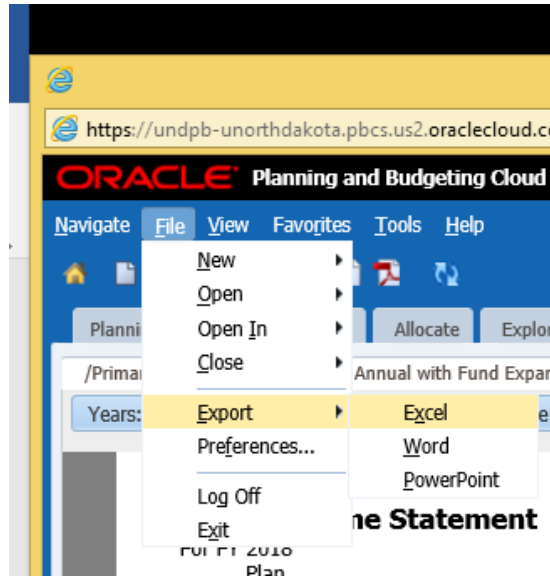 https://undpb-unorthdakota.pbcs.us2.oraclecloud.c
ORACLE Planning and Budgeting Cloud
Navigate File View Favorites Tools Help
New
Open
Planni Open In Allocate Explor
/Primar Close Annual with Fund Expan
Years: Export Excel e
Preferences... Word
PowerPoint
Log Off
Exit
ne Statement
For FY 2018
Plan